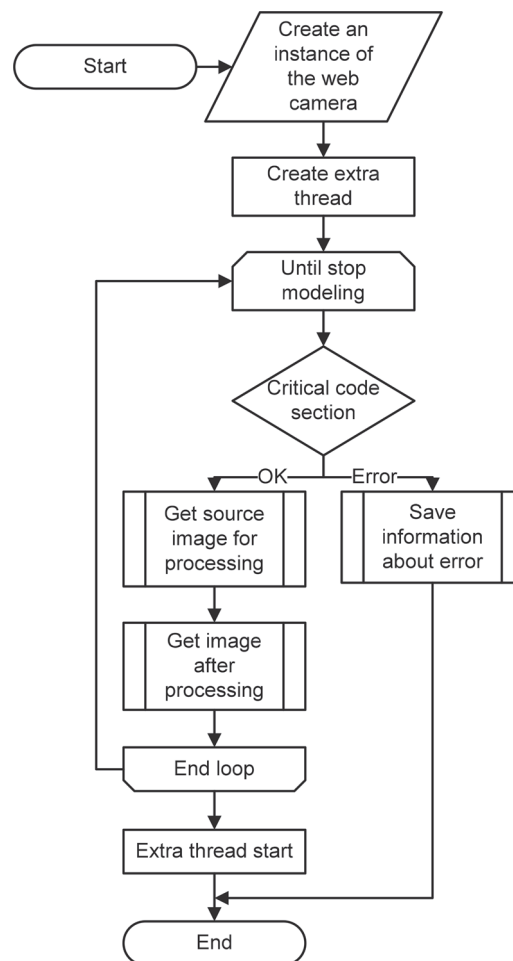 Create an
instance of
the web
camera
Start
Create extra
thread
Until stop
modeling
Critical code
section
OK
Error
Get source
image for
processing
Save
information
about error
Get image
after
processing
End loop
Extra thread start
End